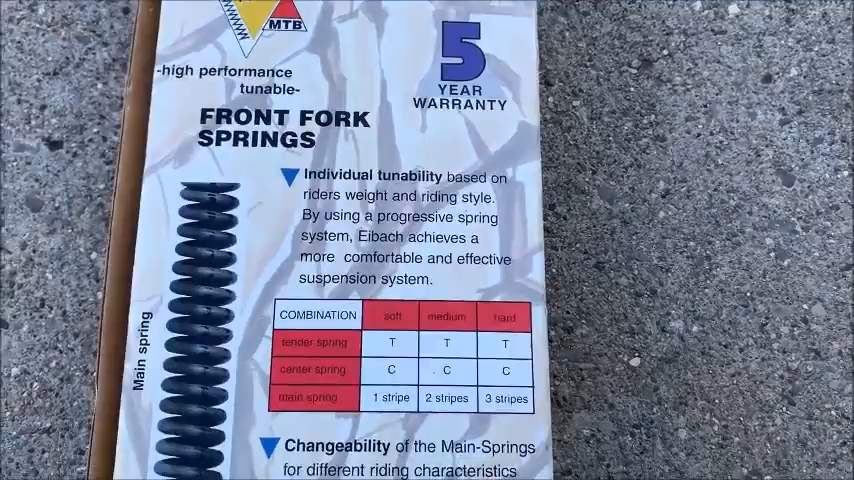 MTB
-high performance
tunable-
5
YEAR
WARRANTY
FRONT FORK
SPRINGS
Individual tunability based on
riders weight and riding style.
By using a progressive spring
system, Eibach achieves a
more comfortable and effective
suspension system.
Main spring
COMBINATION soft medium hard
tender spring T T T
center spring C C C
main spring 1 stripe 2 stripes 3 stripes
Changeability of the Main-Springs
for different riding characteristics